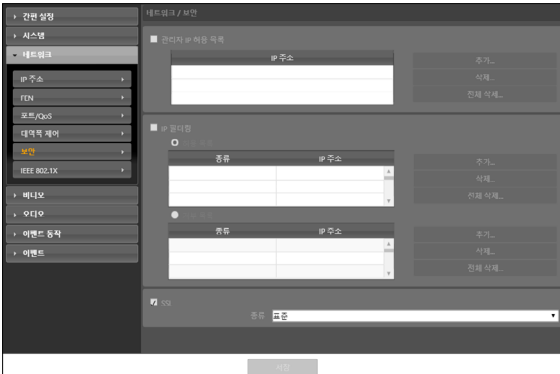 간편 설정
시스템
네트워크
IP 주소
FEN
포트/QoS
대역폭 제어
보안
IEEE 802.1X
비디오
오디오
이벤트 동작
이벤트
네트워크 / 보안
관리자 IP 허용 목록
IP 주소
추가...
삭제...
전체 삭제...
IP 필터링
종류 IP 주소
추가...
삭제...
전체 삭제...
종류 IP 주소
추가...
삭제...
전체 삭제...
SSL
종류 표준
저장